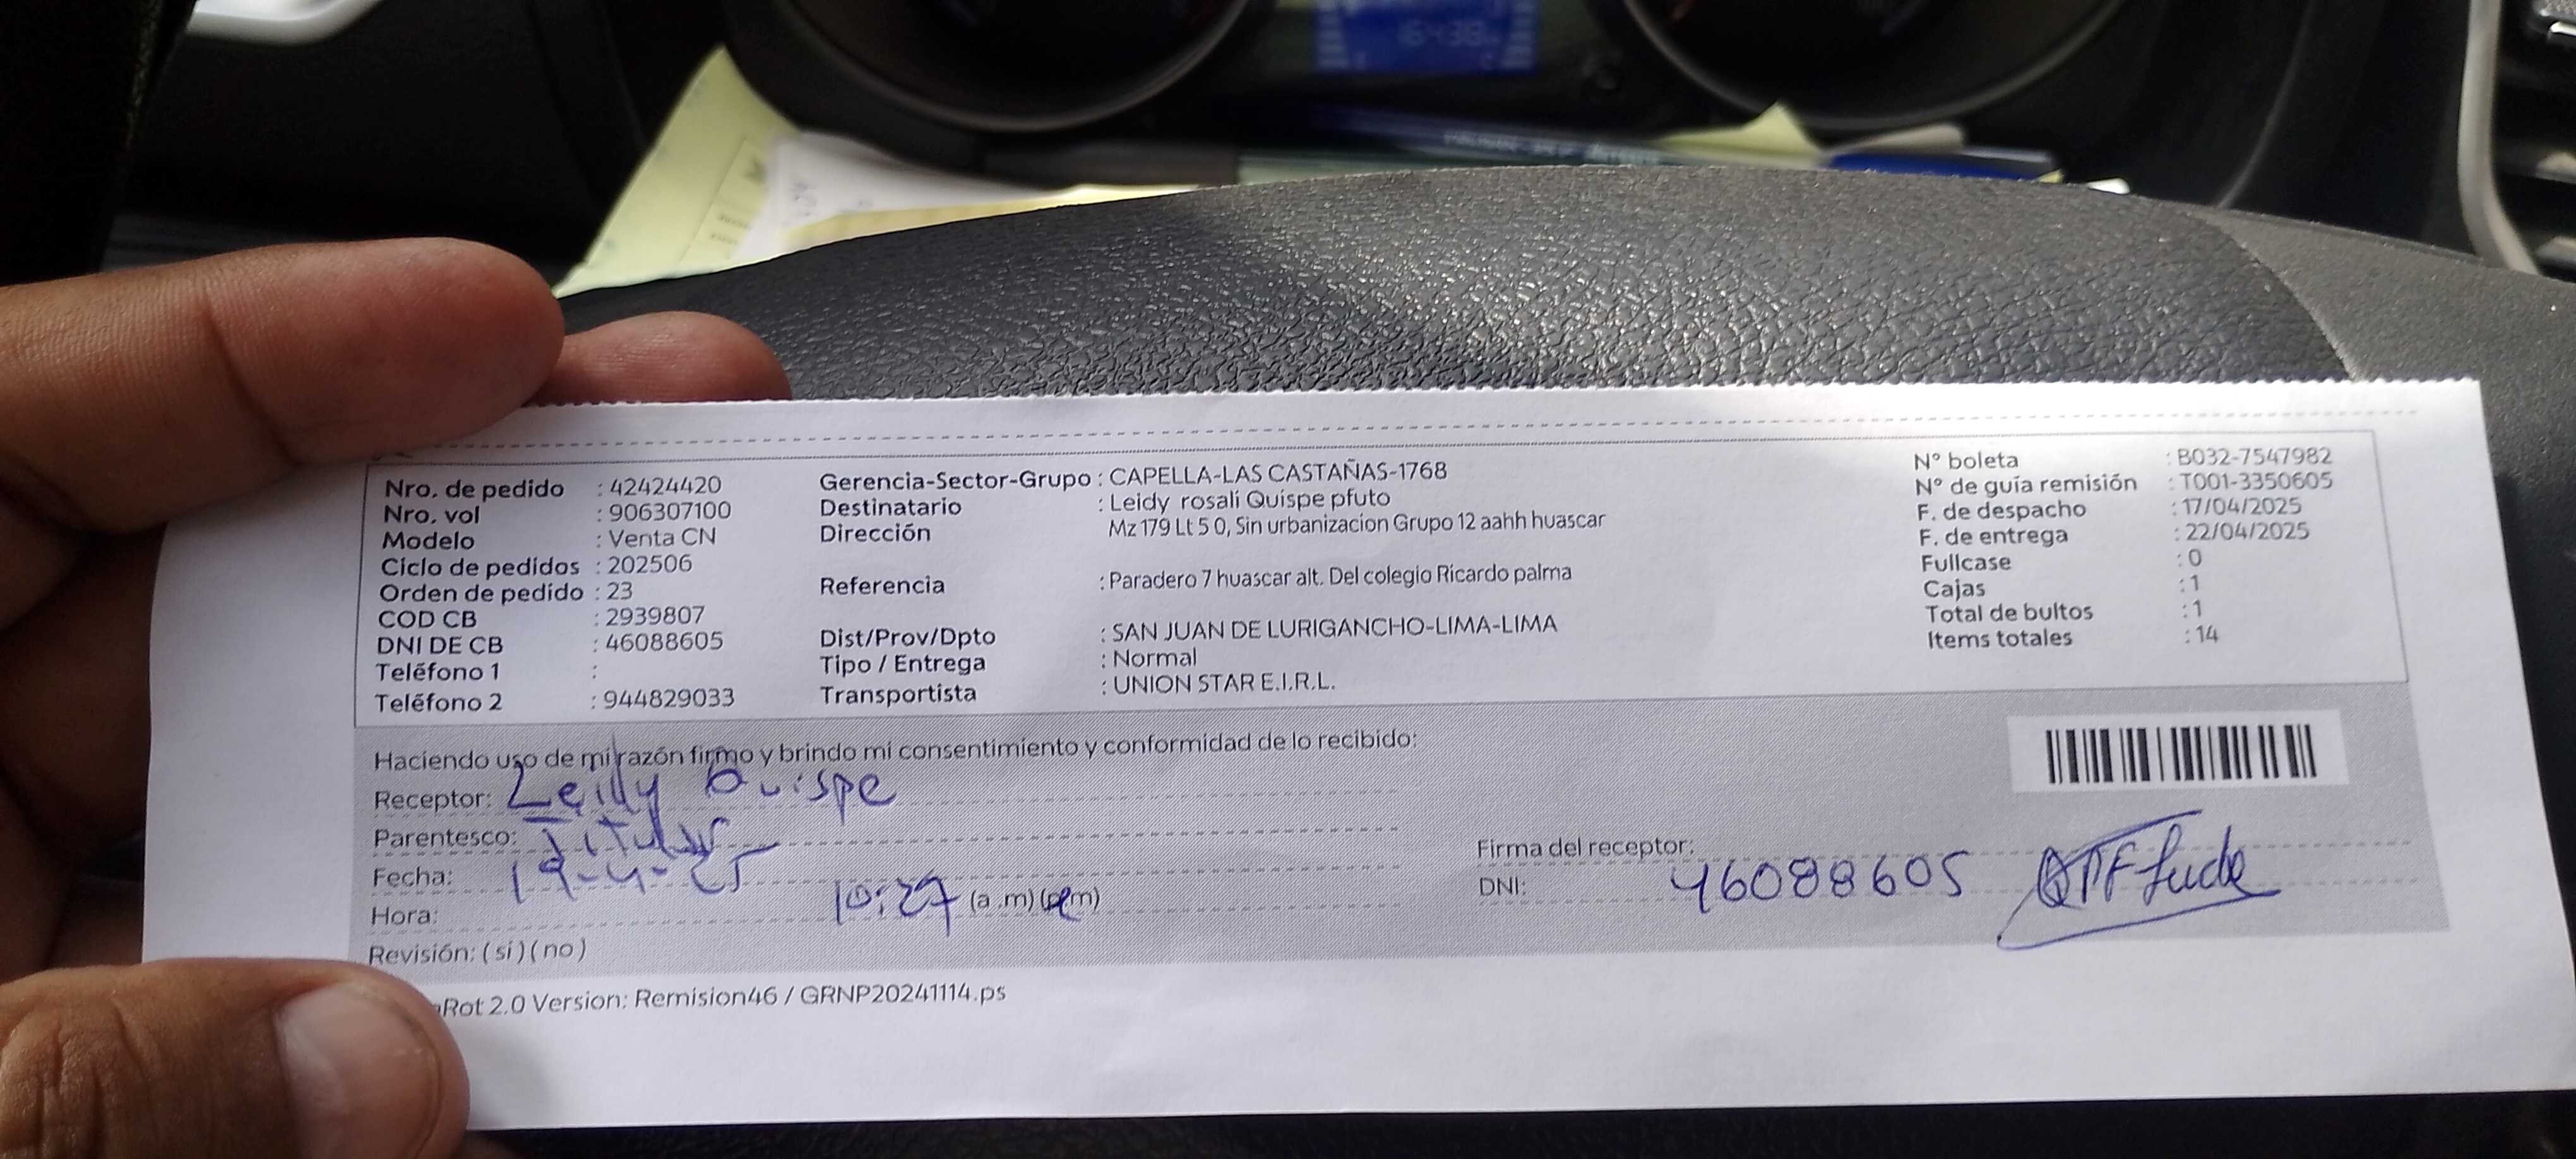 Nro. de pedido : 42424420
Nro. vol : 906307100
Modelo : Venta CN
Ciclo de pedidos : 202506
Orden de pedido : 23
COD CB : 2939807
DNI DE CB : 46088605
Teléfono 1 :
Teléfono 2 : 944829033
Gerencia-Sector-Grupo : CAPELLA-LAS CASTAÑAS-1768
Destinatario : Leidy rosali Quispe pfuto
Dirección Mz 179 Lt 5 0, Sin urbanizacion Grupo 12 aahh huascar
Referencia : Paradero 7 huascar alt. Del colegio Ricardo palma
Dist/Prov/Dpto : SAN JUAN DE LURIGANCHO-LIMA-LIMA
Tipo / Entrega : Normal
Transportista : UNION STAR E.I.R.L.
N° boleta : B032-7547982
N° de guía remisión : T001-3350605
F. de despacho : 17/04/2025
F. de entrega : 22/04/2025
Fullcase : 0
Cajas : 1
Total de bultos : 1
Items totales : 14
Haciendo uso de mi razón firmo y brindo mi consentimiento y conformidad de lo recibido:
Receptor: Leidy Quispe
Parentesco: Titular
Fecha: 19-4-25
Hora: 10:27 (a .m) (p.m)
Revisión: ( si ) ( no )
Firma del receptor:
DNI: 46088605
Rot 2.0 Version: Remision46 / GRNP20241114.ps